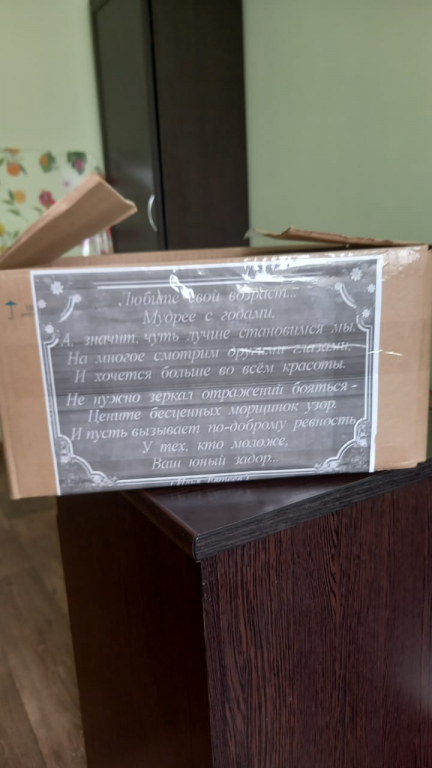 Любите свой возраст...
Мудрее с годами,
А, значит, чуть лучше становимся мы.
На многое смотрим другими глазами,
И хочется больше во всём красоты.
Не нужно зеркал отражений бояться -
Цените бесценных морщинок узор.
И пусть вызывает по-доброму ревность
У тех, кто моложе,
Ваш юный задор...